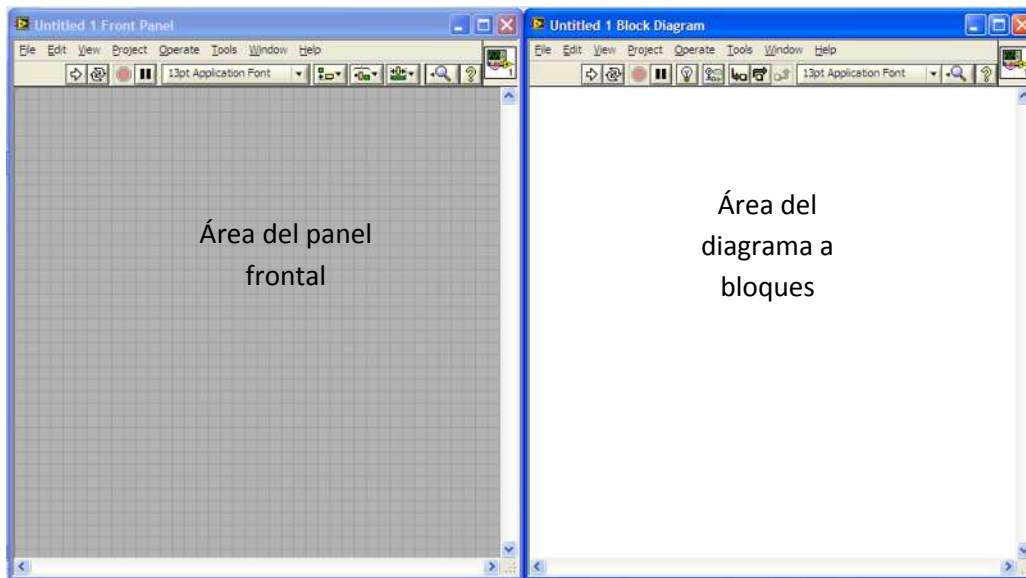 Untitled 1 Front Panel
File Edit View Project Operate Tools Window Help
13pt Application Font
1
Área del panel
frontal
Untitled 1 Block Diagram
File Edit View Project Operate Tools Window Help
13pt Application Font
1
Área del
diagrama a
bloques